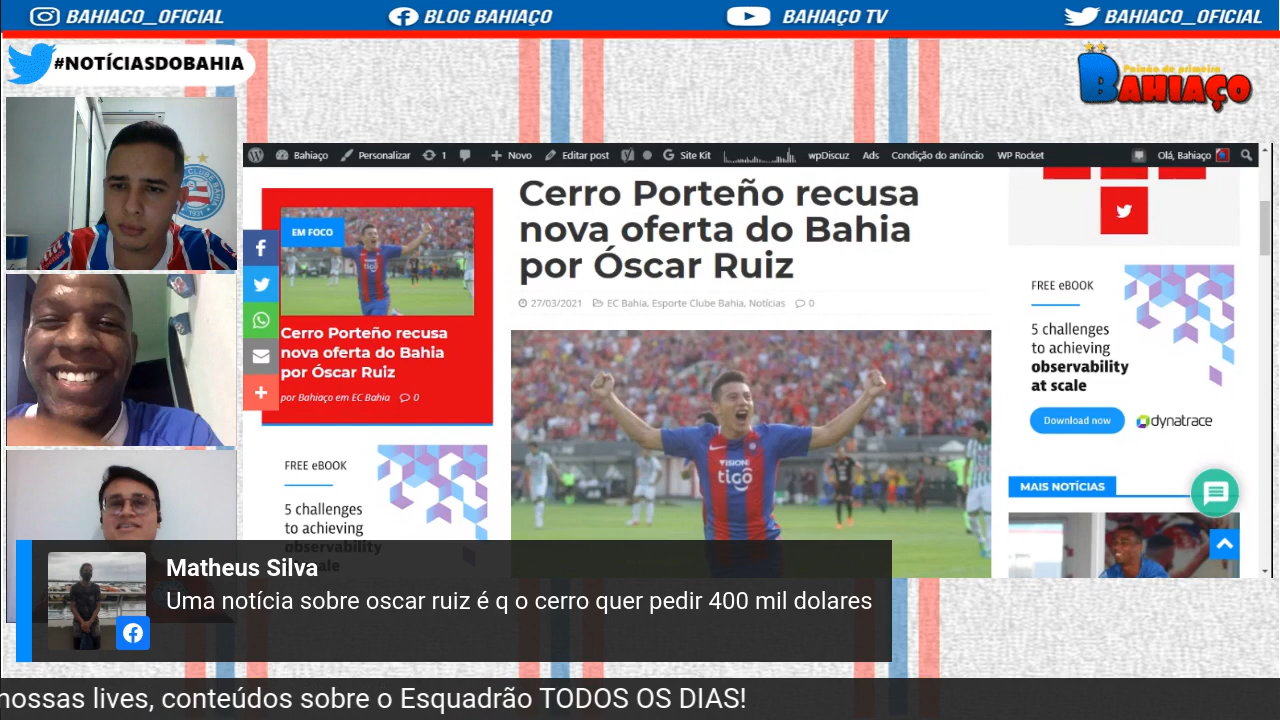 BAHIACO_OFICIAL
BLOG BAHIAÇO
BAHIAÇO TV
BAHIACO_OFICIAL
#NOTÍCIASDOBAHIA
Paixão de primeira
BAHIAÇO
Bahiaço
Personalizar
1
Novo
Editar post
Site Kit
wpDiscuz
Ads
Condição do anúncio
WP Rocket
Olá, Bahiaço
EM FOCO
Cerro Porteño recusa
nova oferta do Bahia
por Óscar Ruiz
por Bahiaço em EC Bahia
0
FREE eBOOK
5 challenges
to achieving
observability
Cerro Porteño recusa
nova oferta do Bahia
por Óscar Ruiz
27/03/2021
EC Bahia, Esporte Clube Bahia, Notícias
0
VISION
tigo
FREE eBOOK
5 challenges
to achieving
observability
at scale
Download now
dynatrace
MAIS NOTÍCIAS
Matheus Silva
Uma notícia sobre oscar ruiz é q o cerro quer pedir 400 mil dolares
nossas lives, conteúdos sobre o Esquadrão TODOS OS DIAS!